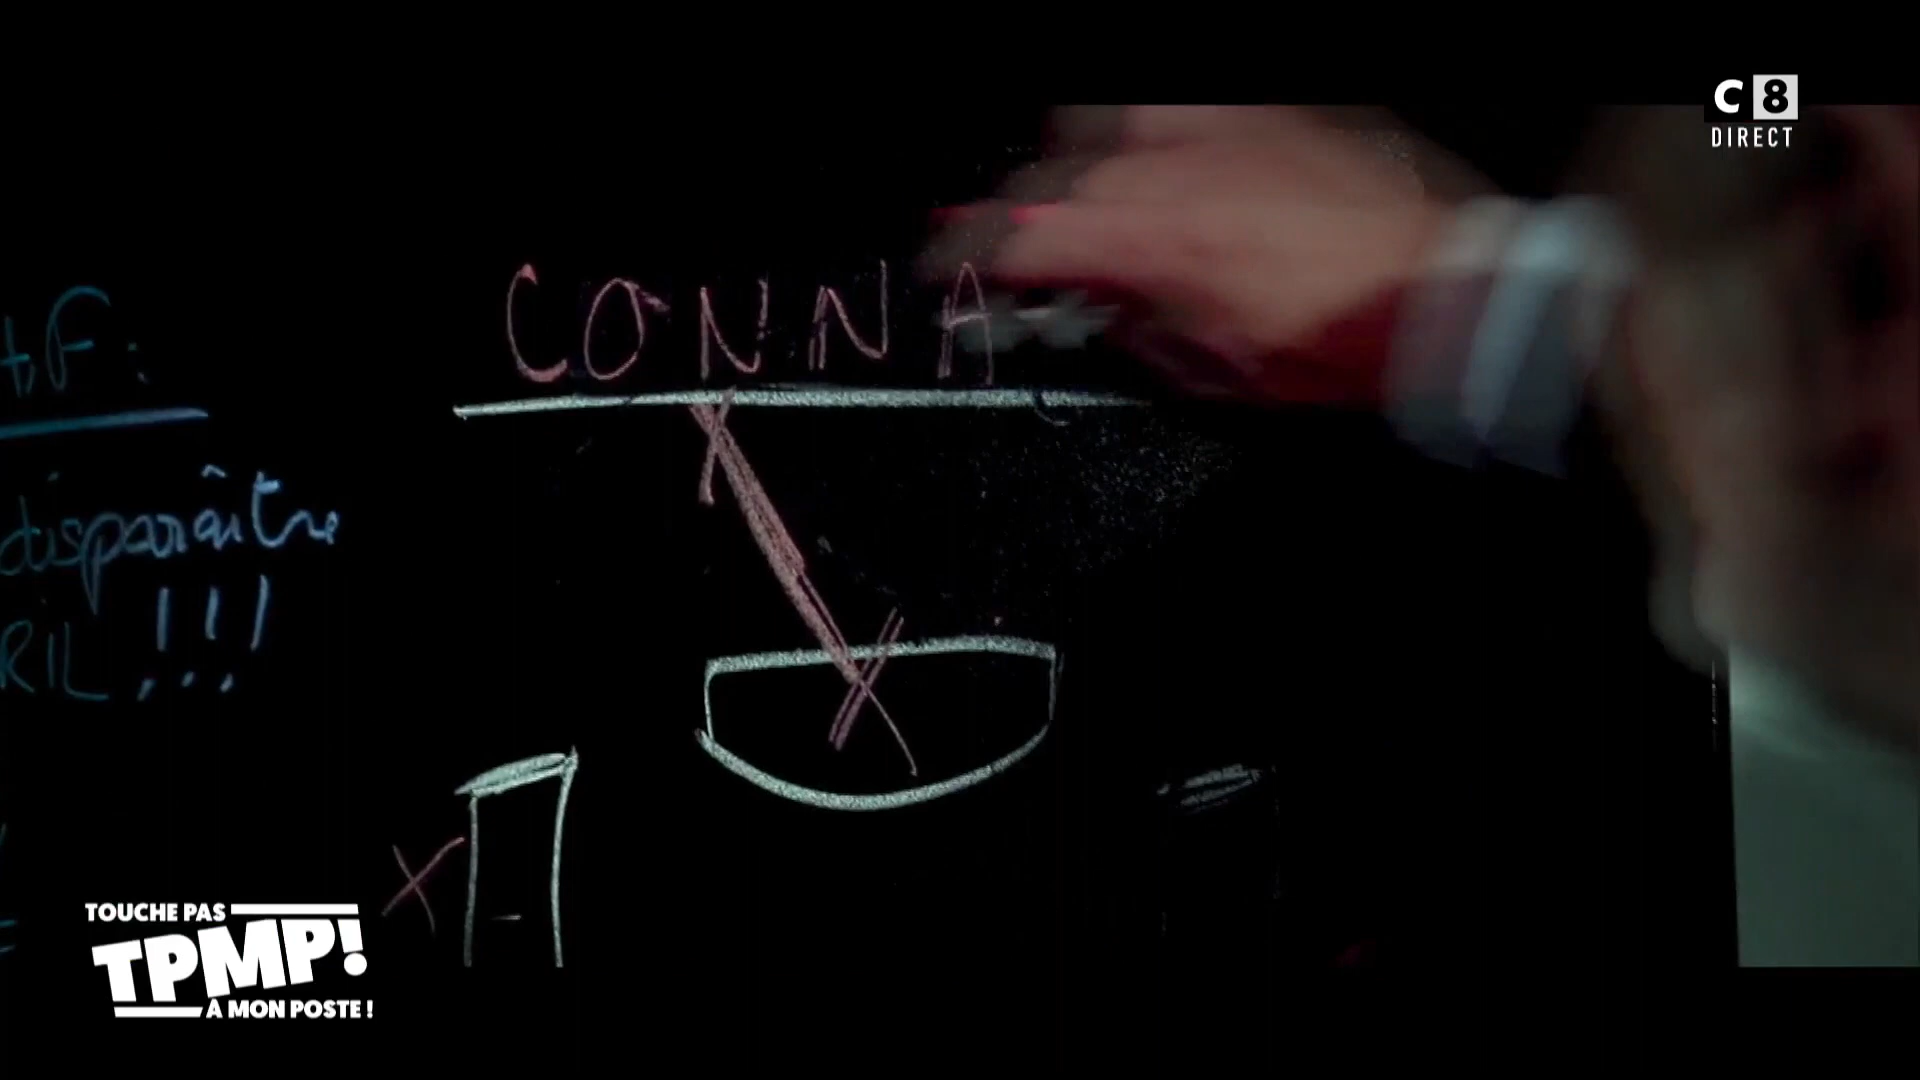 C8
DIRECT
CONNA
disparaître
RIL !!!
TOUCHE PAS
TPMP!
À MON POSTE !